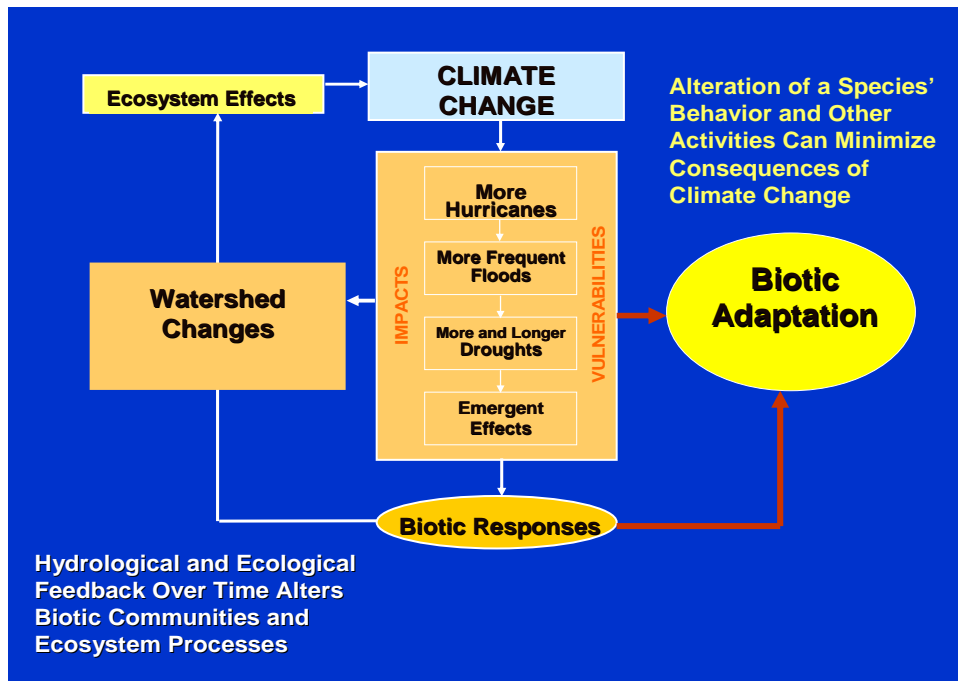 Ecosystem Effects
CLIMATE
CHANGE
Alteration of a Species'
Behavior and Other
Activities Can Minimize
Consequences of
Climate Change
More
Hurricanes
More Frequent
Floods
More and Longer
Droughts
Emergent
Effects
IMPACTS
VULNERABILITIES
Watershed
Changes
Biotic
Adaptation
Biotic Responses
Hydrological and Ecological
Feedback Over Time Alters
Biotic Communities and
Ecosystem Processes